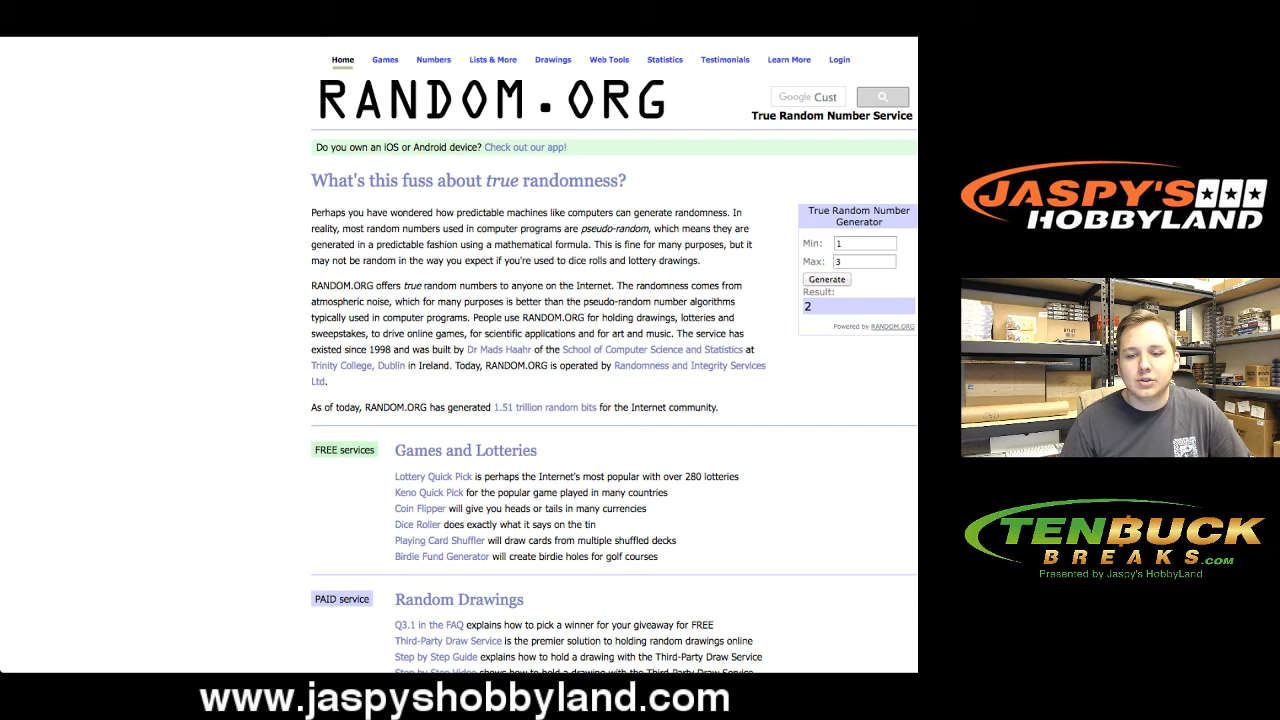 Home Games Numbers Lists & More Drawings Web Tools Statistics Testimonials Learn More Login
RANDOM.ORG
Google Cust
True Random Number Service
Do you own an iOS or Android device? Check out our app!
What's this fuss about true randomness?
Perhaps you have wondered how predictable machines like computers can generate randomness. In
reality, most random numbers used in computer programs are pseudo-random, which means they are
generated in a predictable fashion using a mathematical formula. This is fine for many purposes, but it
may not be random in the way you expect if you're used to dice rolls and lottery drawings.
RANDOM.ORG offers true random numbers to anyone on the Internet. The randomness comes from
atmospheric noise, which for many purposes is better than the pseudo-random number algorithms
typically used in computer programs. People use RANDOM.ORG for holding drawings, lotteries and
sweepstakes, to drive online games, for scientific applications and for art and music. The service has
existed since 1998 and was built by Dr Mads Haahr of the School of Computer Science and Statistics at
Trinity College, Dublin in Ireland. Today, RANDOM.ORG is operated by Randomness and Integrity Services
Ltd.
As of today, RANDOM.ORG has generated 1.51 trillion random bits for the Internet community.
True Random Number
Generator
Min: 1
Max: 3
Generate
Result:
2
Powered by RANDOM.ORG
FREE services
Games and Lotteries
Lottery Quick Pick is perhaps the Internet's most popular with over 280 lotteries
Keno Quick Pick for the popular game played in many countries
Coin Flipper will give you heads or tails in many currencies
Dice Roller does exactly what it says on the tin
Playing Card Shuffler will draw cards from multiple shuffled decks
Birdie Fund Generator will create birdie holes for golf courses
PAID service
Random Drawings
Q3.1 in the FAQ explains how to pick a winner for your giveaway for FREE
Third-Party Draw Service is the premier solution to holding random drawings online
Step by Step Guide explains how to hold a drawing with the Third-Party Draw Service
Step by Step Video shows how to hold a drawing with the Third-Party Draw Service
JASPY'S
HOBBYLAND
TENBUCK
BREAKS.COM
Presented by Jaspy's HobbyLand
www.jaspyshobbyland.com